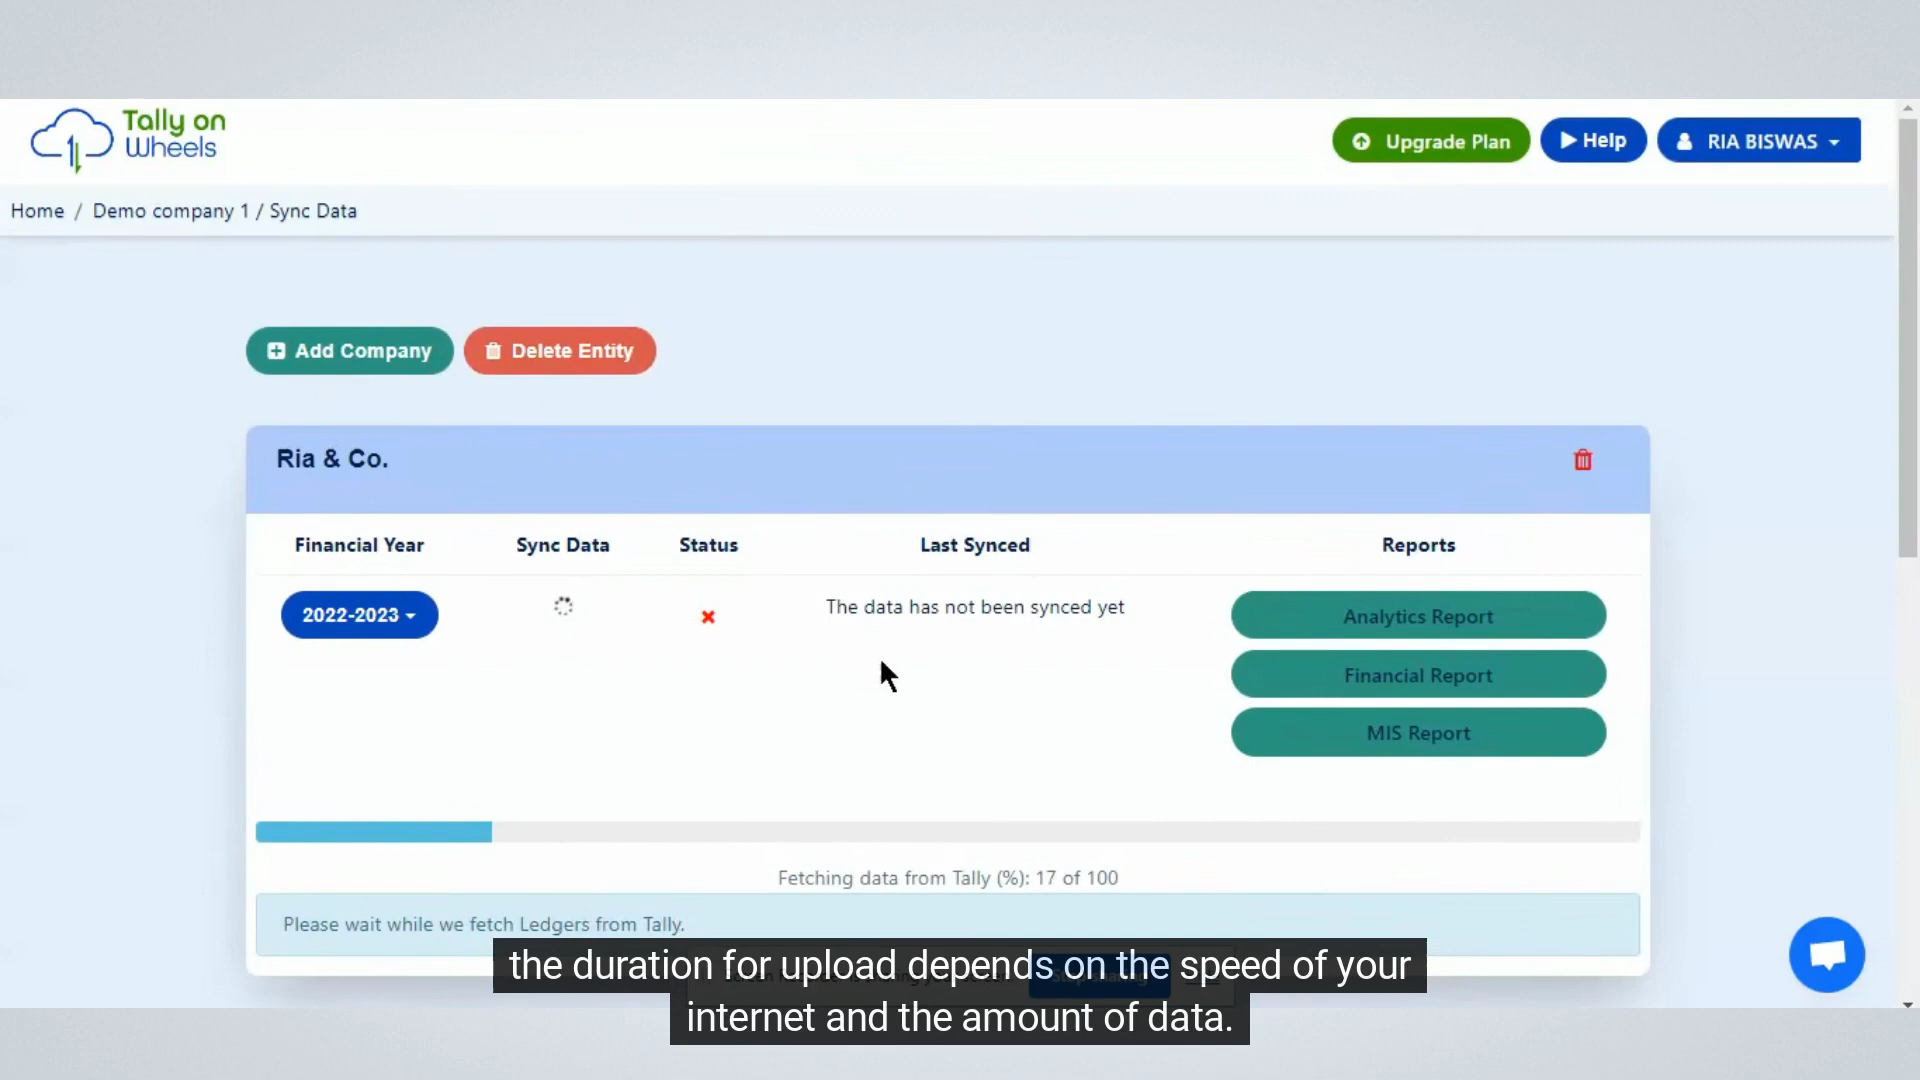 Tally on
Wheels
Upgrade Plan
Help
RIA BISWAS
Home / Demo company 1 / Sync Data
Add Company
Delete Entity
Ria & Co.
Financial Year Sync Data Status Last Synced Reports
2022-2023 The data has not been synced yet Analytics Report
Financial Report
MIS Report
Fetching data from Tally (%): 17 of 100
Please wait while we fetch Ledgers from Tally.
the duration for upload depends on the speed of your
internet and the amount of data.